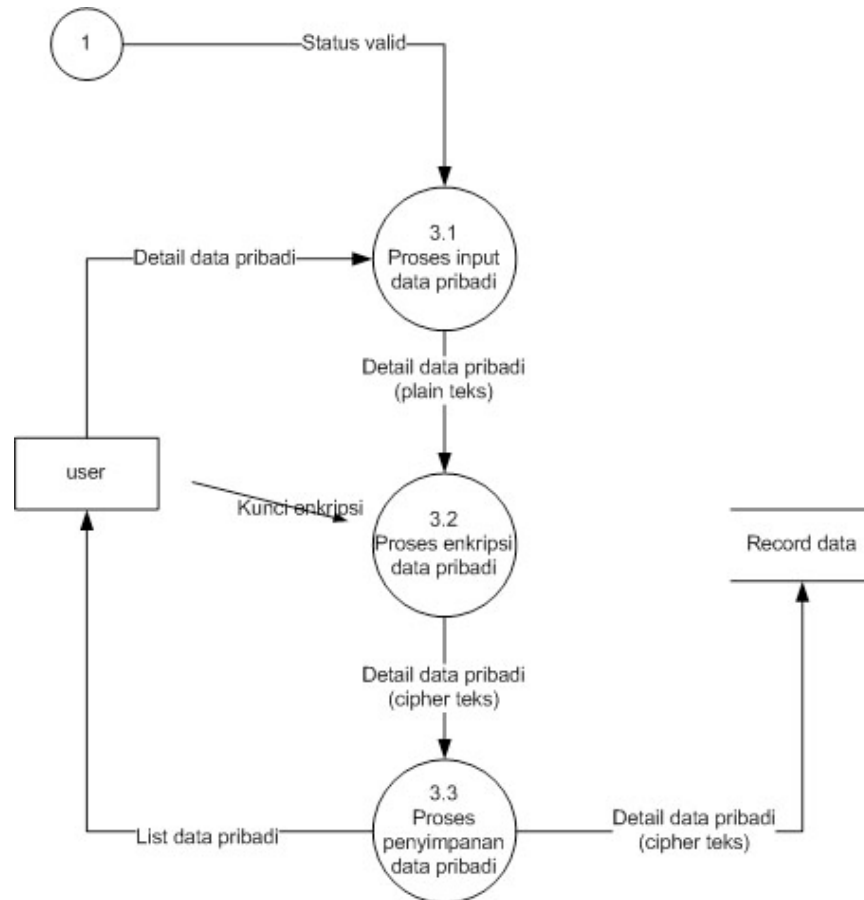 1
Status valid
3.1
Proses input
data pribadi
Detail data pribadi
Detail data pribadi
(plain teks)
user
Kunci enkripsi
3.2
Proses enkripsi
data pribadi
Record data
Detail data pribadi
(cipher teks)
3.3
Proses
penyimpanan
data pribadi
List data pribadi
Detail data pribadi
(cipher teks)